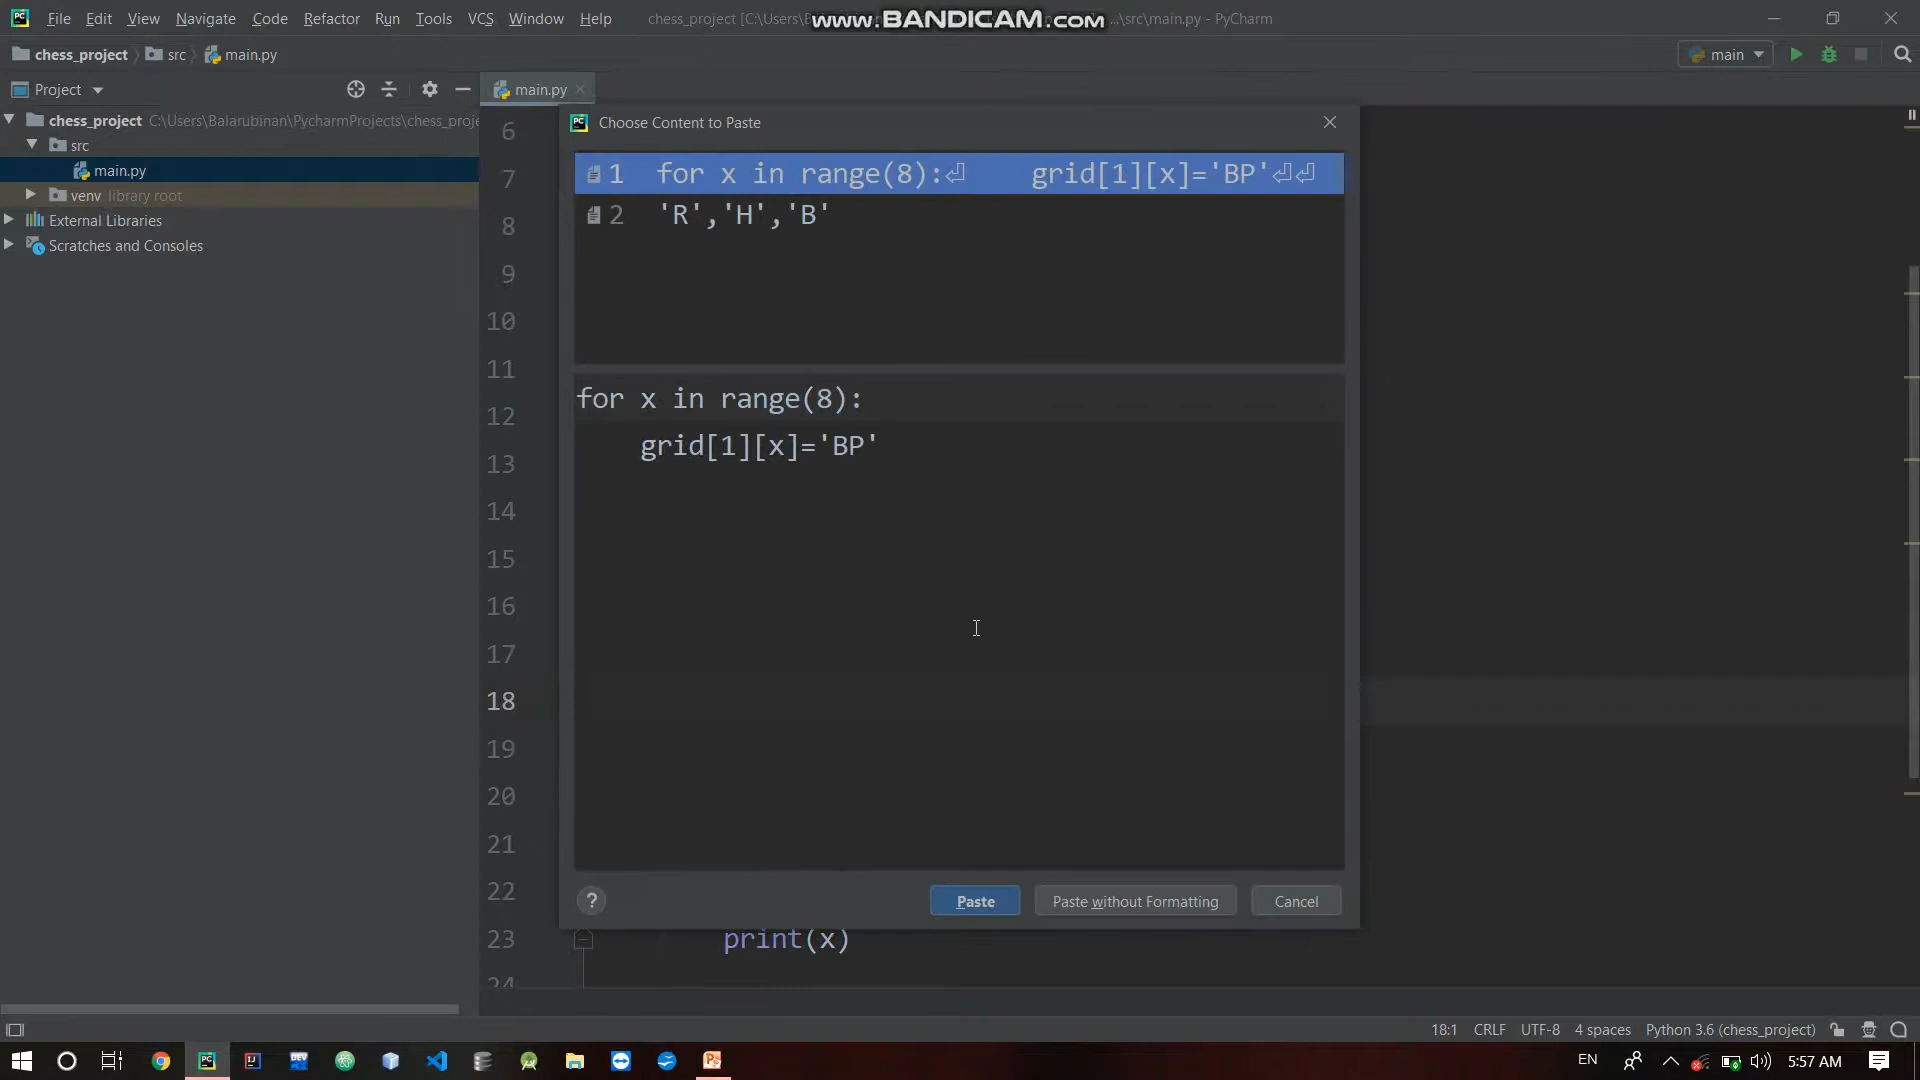 File Edit View Navigate Code Refactor Run Tools VCS Window Help chess_project [C:\Users\B ...\src\main.py - PyCharm
www.BANDICAM.com
chess_project src main.py
main
Project
main.py
chess_project C:\Users\Balarubinan\PycharmProjects\chess_proje
src
main.py
venv library root
External Libraries
Scratches and Consoles
Choose Content to Paste
1 for x in range(8):⏎ grid[1][x]='BP'⏎⏎
2 'R','H','B'
for x in range(8):
grid[1][x]='BP'
6
7
8
9
10
11
12
13
14
15
16
17
18
19
20
21
22
23 print(x)
24
? Paste Paste without Formatting Cancel
18:1 CRLF UTF-8 4 spaces Python 3.6 (chess_project)
EN 5:57 AM